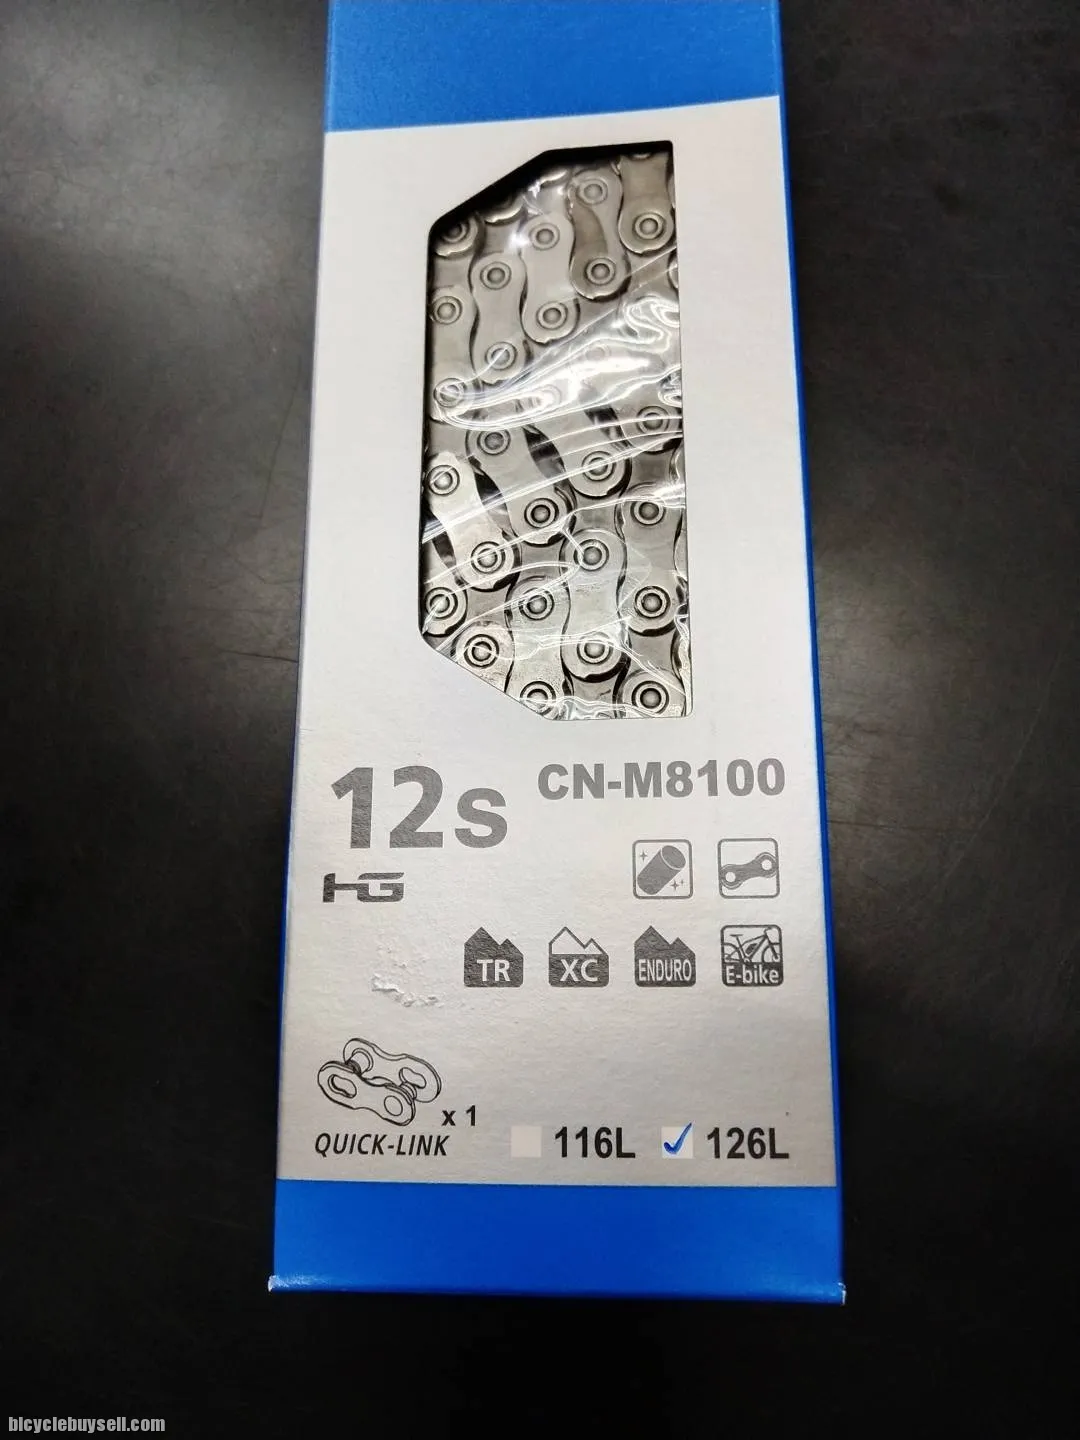 12s
CN-M8100
HG
TR
XC
ENDURO
E-bike
x 1
QUICK-LINK
116L
126L
bicyclebuysell.com